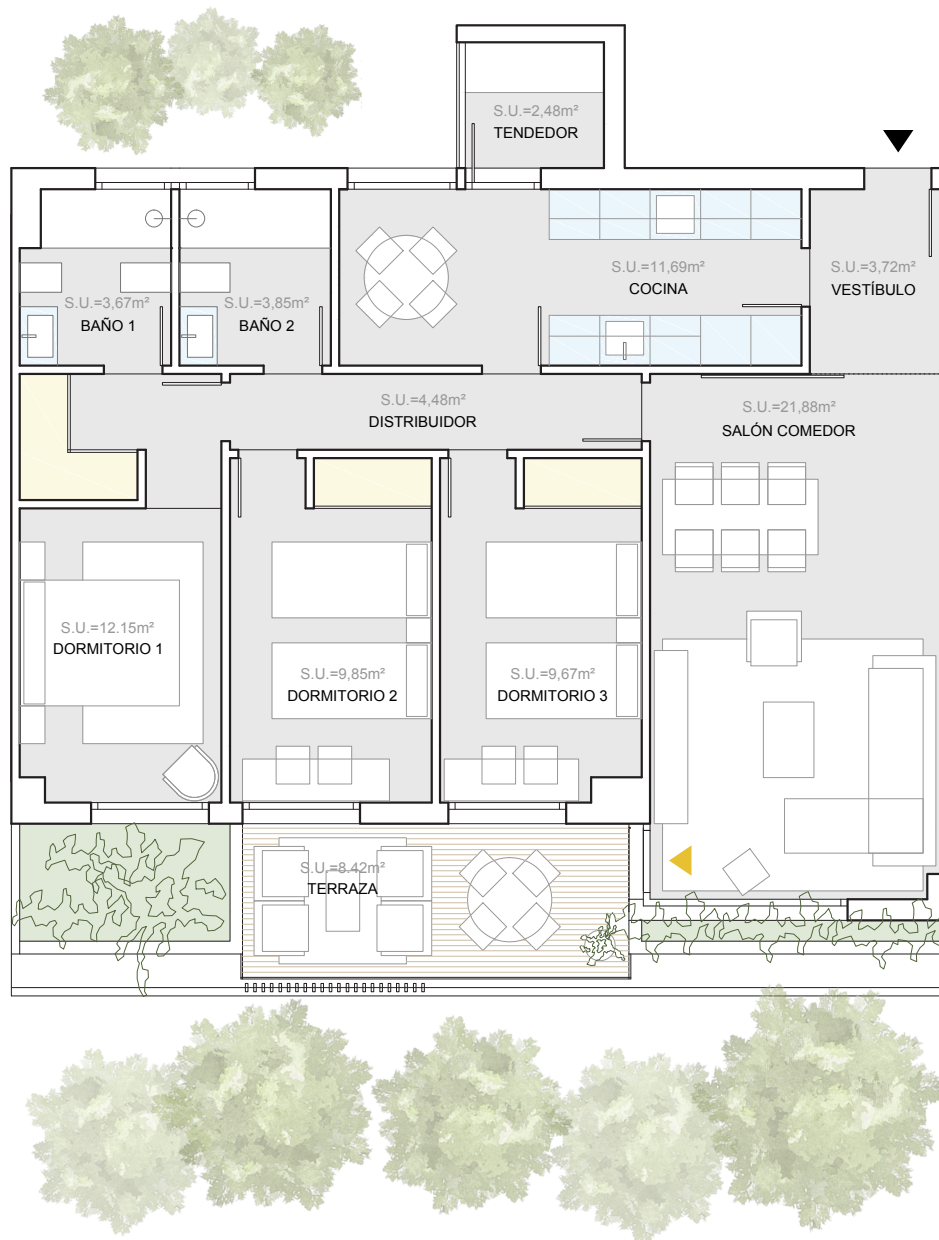 S.U.=2,48m²
TENDEDOR
S.U.=3,67m²
BAÑO 1
S.U.=3,85m²
BAÑO 2
S.U.=11,69m²
COCINA
S.U.=3,72m²
VESTÍBULO
S.U.=4,48m²
DISTRIBUIDOR
S.U.=21,88m²
SALÓN COMEDOR
S.U.=12.15m²
DORMITORIO 1
S.U.=9,85m²
DORMITORIO 2
S.U.=9,67m²
DORMITORIO 3
S.U.=8.42m²
TERRAZA